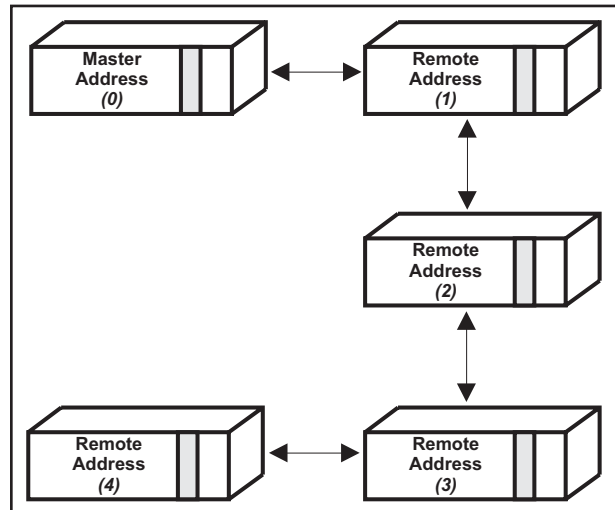 Master
Address
(0)
Remote
Address
(1)
Remote
Address
(2)
Remote
Address
(4)
Remote
Address
(3)